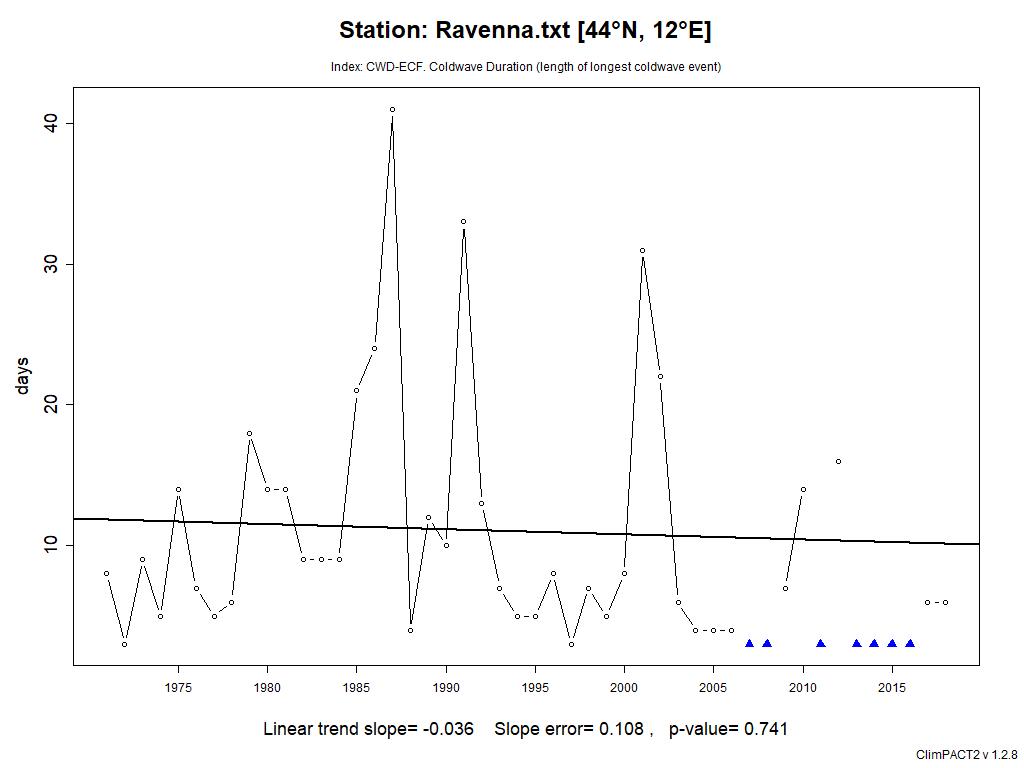 Station: Ravenna.txt [44°N, 12°E]
Index: CWD-ECF. Coldwave Duration (length of longest coldwave event)
days
40
30
20
10
1975 1980 1985 1990 1995 2000 2005 2010 2015
Linear trend slope= -0.036 Slope error= 0.108 , p-value= 0.741
ClimPACT2 v 1.2.8